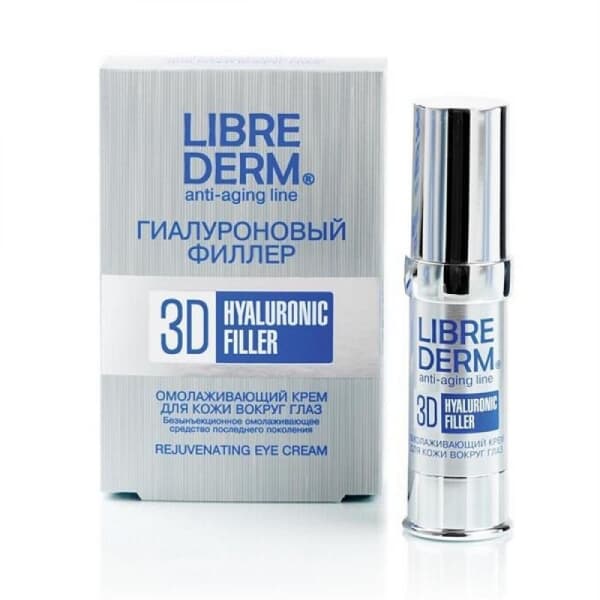 LIBRE
DERM®
anti-aging line
ГИАЛУРОНОВЫЙ
ФИЛЛЕР
3D HYALURONIC
FILLER
ОМОЛАЖИВАЮЩИЙ КРЕМ
ДЛЯ КОЖИ ВОКРУГ ГЛАЗ
Безынъекционное омолаживающее
средство последнего поколения
REJUVENATING EYE CREAM
LIBRE
DERM®
anti-aging line
3D HYALURONIC
FILLER
ОМОЛАЖИВАЮЩИЙ КРЕМ
ДЛЯ КОЖИ ВОКРУГ ГЛАЗ